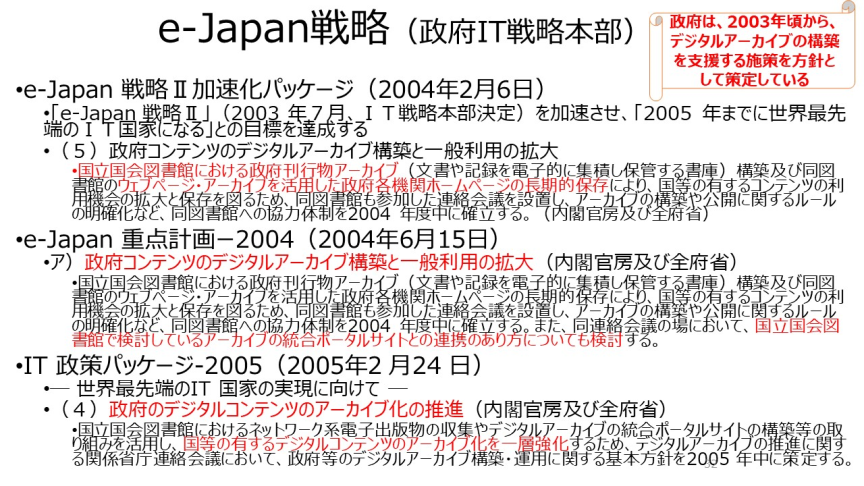 e-Japan戦略（政府IT戦略本部）
政府は、2003年頃から、
デジタルアーカイブの構築
を支援する施策を方針と
して策定している
•e-Japan 戦略Ⅱ加速化パッケージ（2004年2月6日）
•「e-Japan 戦略Ⅱ」（2003 年７月、ＩＴ戦略本部決定）を加速させ、「2005 年までに世界最先
端のＩＴ国家になる」との目標を達成する
•（５）政府コンテンツのデジタルアーカイブ構築と一般利用の拡大
•国立国会図書館における政府刊行物アーカイブ（文書や記録を電子的に集積し保管する書庫）構築及び同図
書館のウェブページ・アーカイブを活用した政府各機関ホームページの長期的保存により、国等の有するコンテンツの利
用機会の拡大と保存を図るため、同図書館も参加した連絡会議を設置し、アーカイブの構築や公開に関するルール
の明確化など、同図書館への協力体制を2004 年度中に確立する。（内閣官房及び全府省）
•e-Japan 重点計画－2004（2004年6月15日）
•ア）政府コンテンツのデジタルアーカイブ構築と一般利用の拡大（内閣官房及び全府省）
•国立国会図書館における政府刊行物アーカイブ（文書や記録を電子的に集積し保管する書庫）構築及び同図
書館のウェブページ・アーカイブを活用した政府各機関ホームページの長期的保存により、国等の有するコンテンツの利
用機会の拡大と保存を図るため、同図書館も参加した連絡会議を設置し、アーカイブの構築や公開に関するルール
の明確化など、同図書館への協力体制を2004 年度中に確立する。また、同連絡会議の場において、国立国会図
書館で検討しているアーカイブの統合ポータルサイトとの連携のあり方についても検討する。
•IT 政策パッケージ-2005（2005年2 月24 日）
•― 世界最先端のIT 国家の実現に向けて ―
•（４）政府のデジタルコンテンツのアーカイブ化の推進（内閣官房及び全府省）
•国立国会図書館におけるネットワーク系電子出版物の収集やデジタルアーカイブの統合ポータルサイトの構築等の取
り組みを活用し、国等の有するデジタルコンテンツのアーカイブ化を一層強化するため、デジタルアーカイブの推進に関す
る関係省庁連絡会議において、政府等のデジタルアーカイブ構築・運用に関する基本方針を2005 年中に策定する。